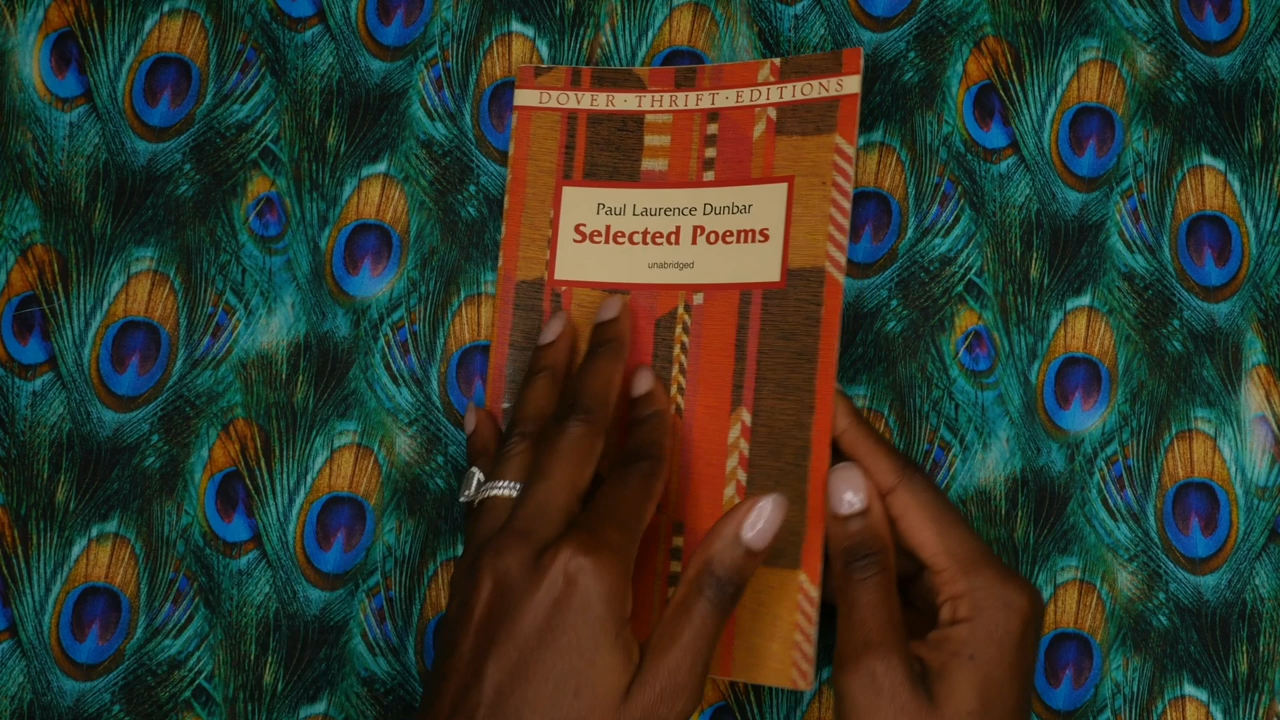 DOVER · THRIFT · EDITIONS
Paul Laurence Dunbar
Selected Poems
unabridged